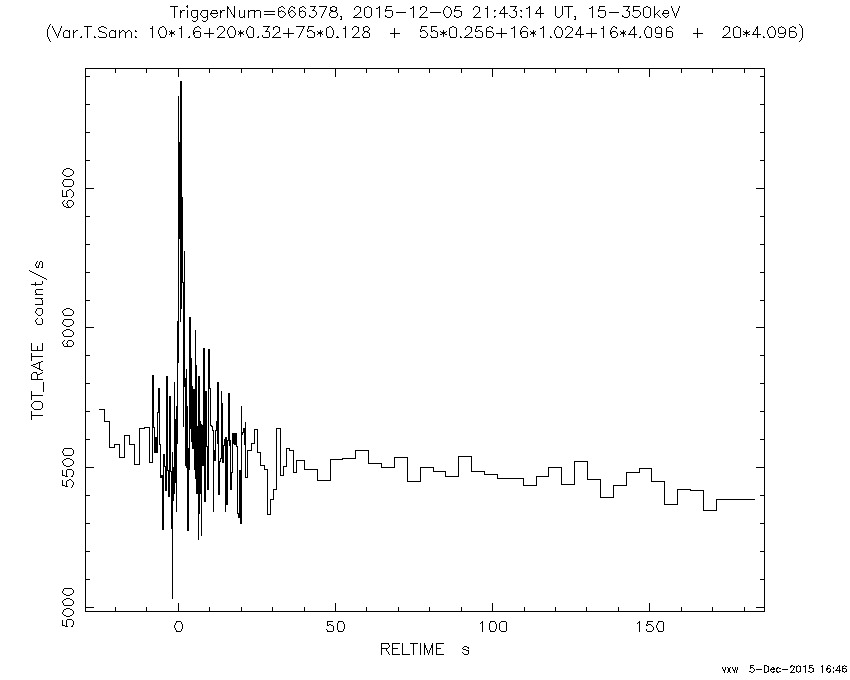 TriggerNum=666378, 2015-12-05 21:43:14 UT, 15-350keV
(Var.T.Sam: 10*1.6+20*0.32+75*0.128 + 55*0.256+16*1.024+16*4.096 + 20*4.096)
6500
6000
5500
5000
TOT_RATE count/s
0 50 100 150
RELTIME s
vxw 5-Dec-2015 16:46